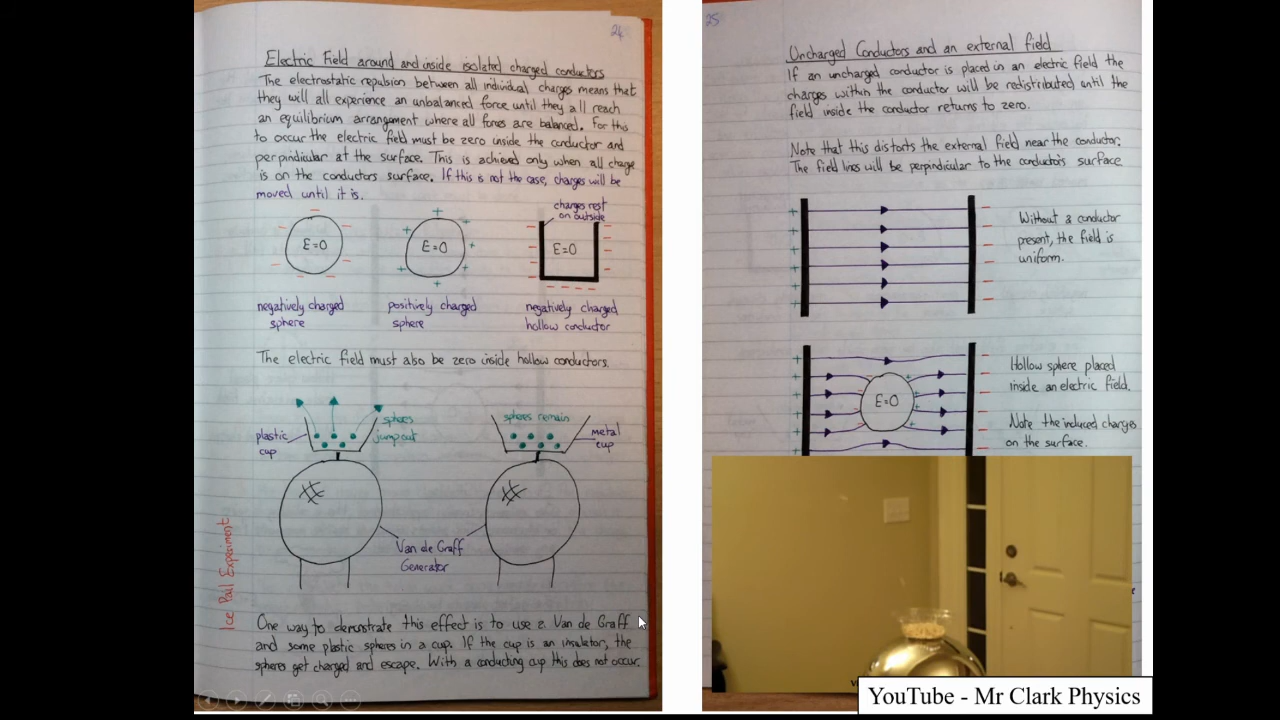 24
Electric Field around and inside isolated charged conductors
The electrostatic repulsion between all individual charges means that
they will all experience an unbalanced force until they all reach
an equilibrium arrangement where all forces are balanced. For this
to occur the electric field must be zero inside the conductor and
perpindicular at the surface. This is achieved only when all charge
is on the conductors surface. If this is not the case, charges will be
moved until it is.
charges rest
on outside
E=0
E=0
E=0
negatively charged
sphere
positively charged
sphere
negatively charged
hollow conductor
The electric field must also be zero inside hollow conductors.
plastic
cup
spheres
jump out
spheres remain
metal
cup
Van de Graff
Generator
Ice Pail Experiment
One way to demonstrate this effect is to use a Van de Graff
and some plastic spheres in a cup. If the cup is an insulator, the
spheres get charged and escape. With a conducting cup this does not occur.
25
Uncharged Conductors and an external field
If an uncharged conductor is placed in an electric field the
charges within the conductor will be redistributed until the
field inside the conductor returns to zero.
Note that this distorts the external field near the conductor.
The field lines will be perpindicular to the conductors surface
Without a conductor
present, the field is
uniform.
E=0
Hollow sphere placed
inside an electric field.
Note the induced charges
on the surface.
YouTube - Mr Clark Physics